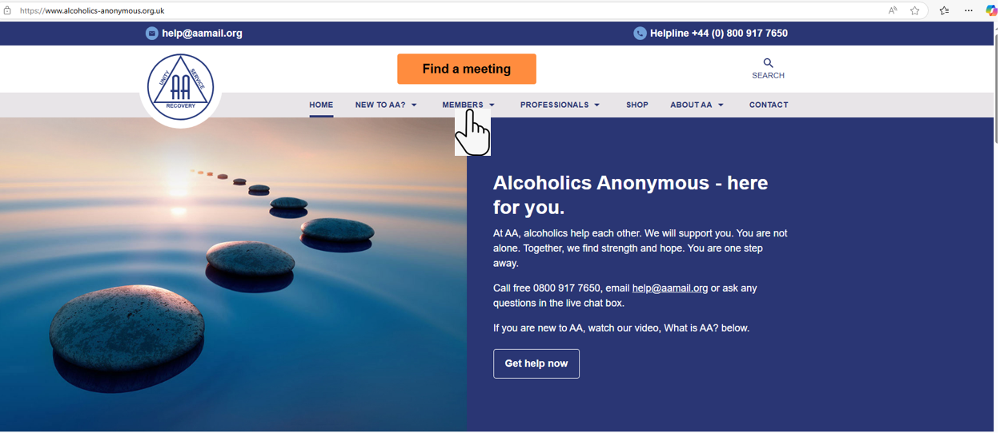 https://www.alcoholics-anonymous.org.uk
help@aamail.org
Helpline +44 (0) 800 917 7650
UNITY
SERVICE
AA
RECOVERY
Find a meeting
SEARCH
HOME
NEW TO AA?
MEMBERS
PROFESSIONALS
SHOP
ABOUT AA
CONTACT
Alcoholics Anonymous - here
for you.
At AA, alcoholics help each other. We will support you. You are not
alone. Together, we find strength and hope. You are one step
away.
Call free 0800 917 7650, email help@aamail.org or ask any
questions in the live chat box.
If you are new to AA, watch our video, What is AA? below.
Get help now